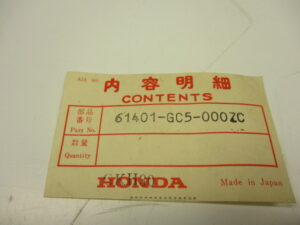 内容明細
CONTENTS
部品番号 61401-GC5-000ZC
Part No.
数量
Quantity
HONDA Made in Japan